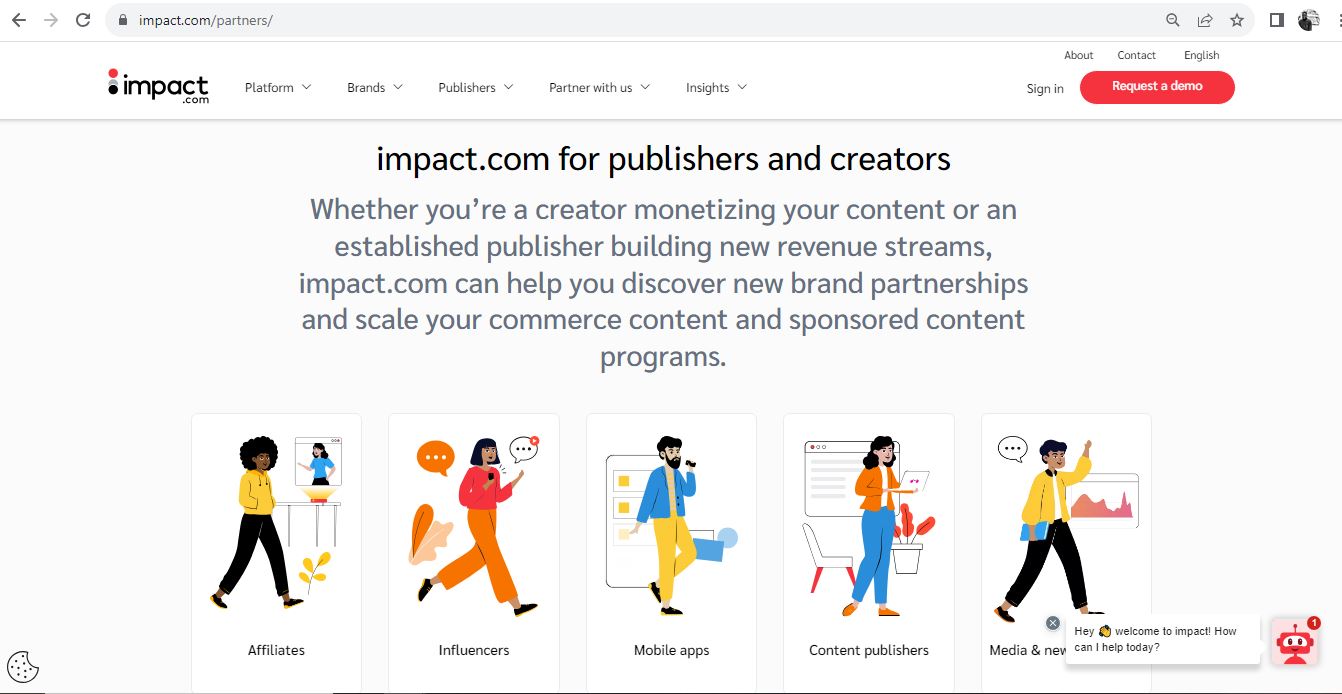 impact.com/partners/
About Contact English
impact
.com
Platform Brands Publishers Partner with us Insights
Sign in Request a demo
impact.com for publishers and creators
Whether you’re a creator monetizing your content or an
established publisher building new revenue streams,
impact.com can help you discover new brand partnerships
and scale your commerce content and sponsored content
programs.
Affiliates Influencers Mobile apps Content publishers Media &
1
Hey 👏 welcome to impact! How
can I help today?